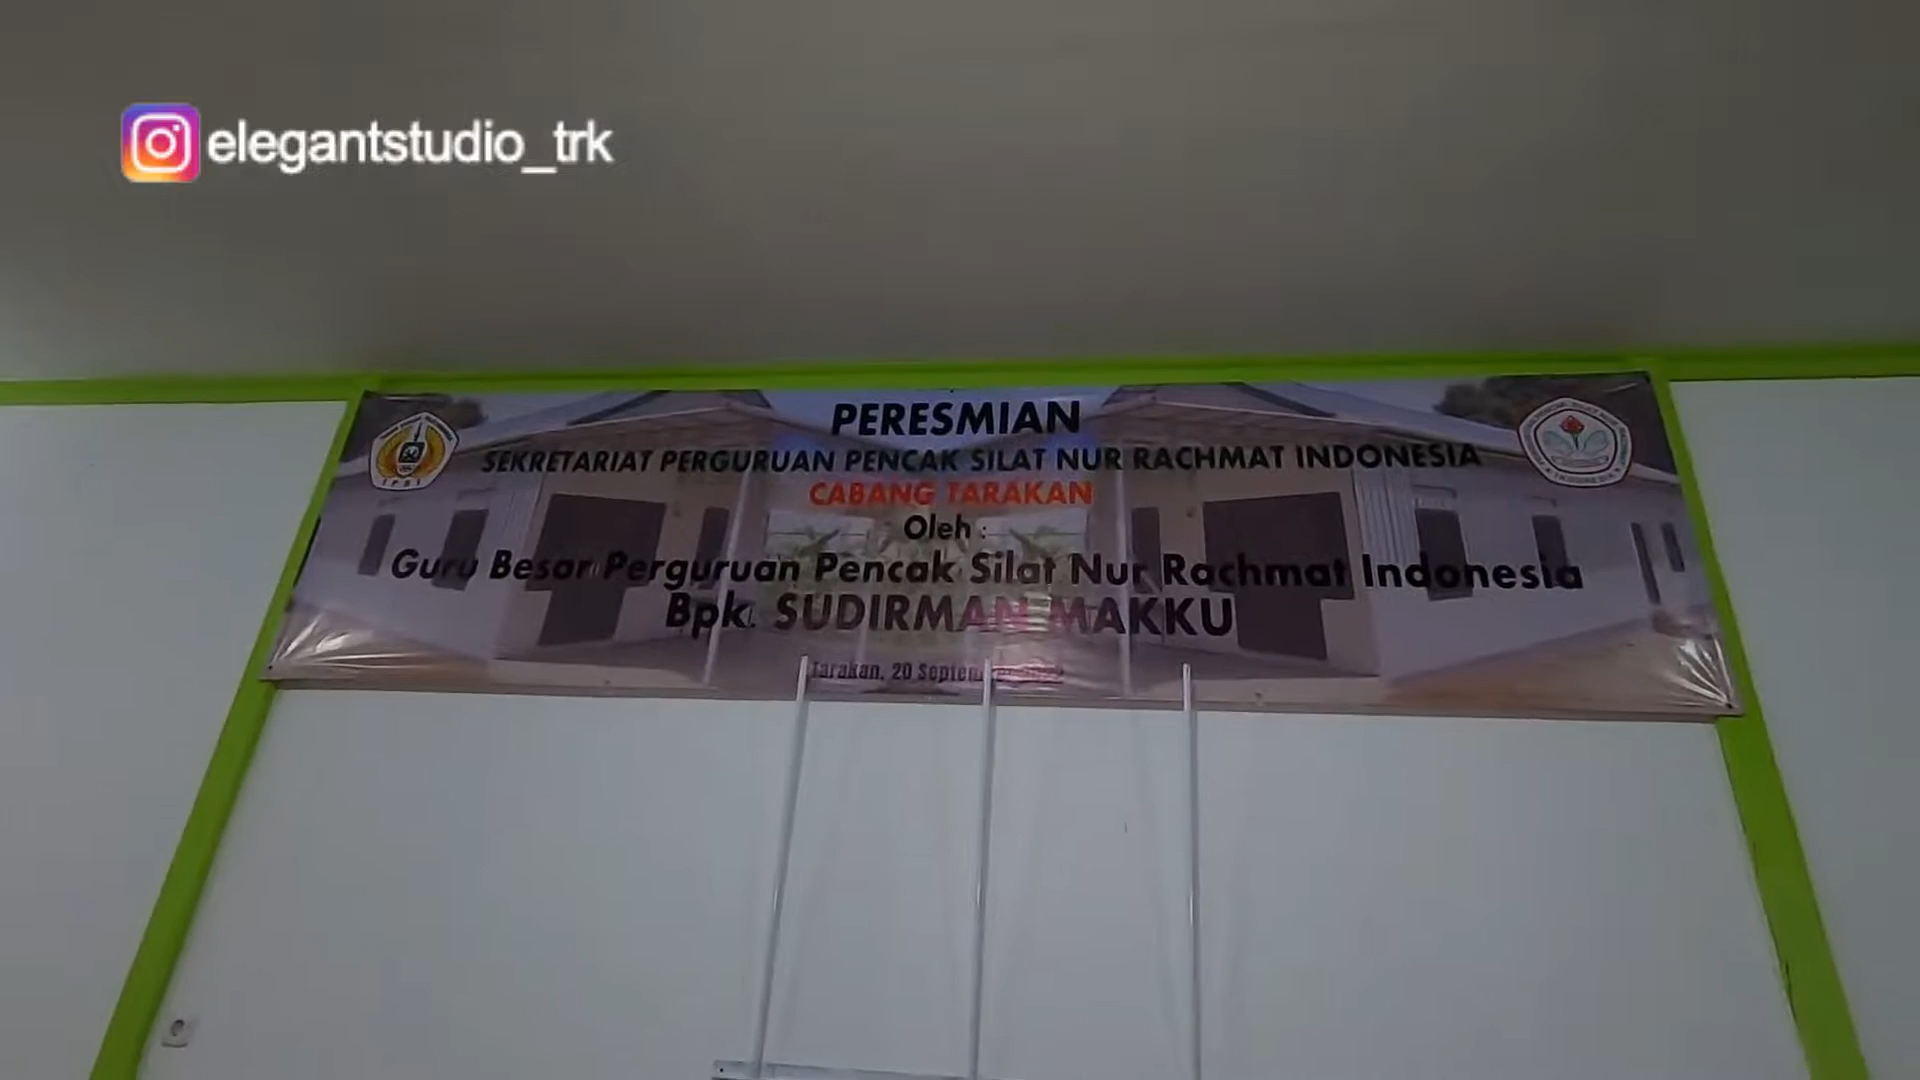 elegantstudio_trk
PERESMIAN
SEKRETARIAT PERGURUAN PENCAK SILAT NUR RACHMAT INDONESIA
CABANG TARAKAN
Oleh :
Guru Besar Perguruan Pencak Silat Nur Rachmat Indonesia
Bpk. SUDIRMAN MAKKU
Tarakan, 20
IPSI